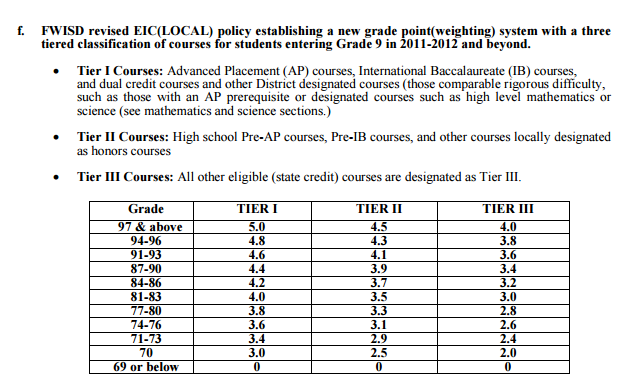 f. FWISD revised EIC(LOCAL) policy establishing a new grade point(weighting) system with a three
tiered classification of courses for students entering Grade 9 in 2011-2012 and beyond.
• Tier I Courses: Advanced Placement (AP) courses, International Baccalaureate (IB) courses,
and dual credit courses and other District designated courses (those comparable rigorous difficulty,
such as those with an AP prerequisite or designated courses such as high level mathematics or
science (see mathematics and science sections.)
• Tier II Courses: High school Pre-AP courses, Pre-IB courses, and other courses locally designated
as honors courses
• Tier III Courses: All other eligible (state credit) courses are designated as Tier III.
Grade TIER I TIER II TIER III
97 & above 5.0 4.5 4.0
94-96 4.8 4.3 3.8
91-93 4.6 4.1 3.6
87-90 4.4 3.9 3.4
84-86 4.2 3.7 3.2
81-83 4.0 3.5 3.0
77-80 3.8 3.3 2.8
74-76 3.6 3.1 2.6
71-73 3.4 2.9 2.4
70 3.0 2.5 2.0
69 or below 0 0 0